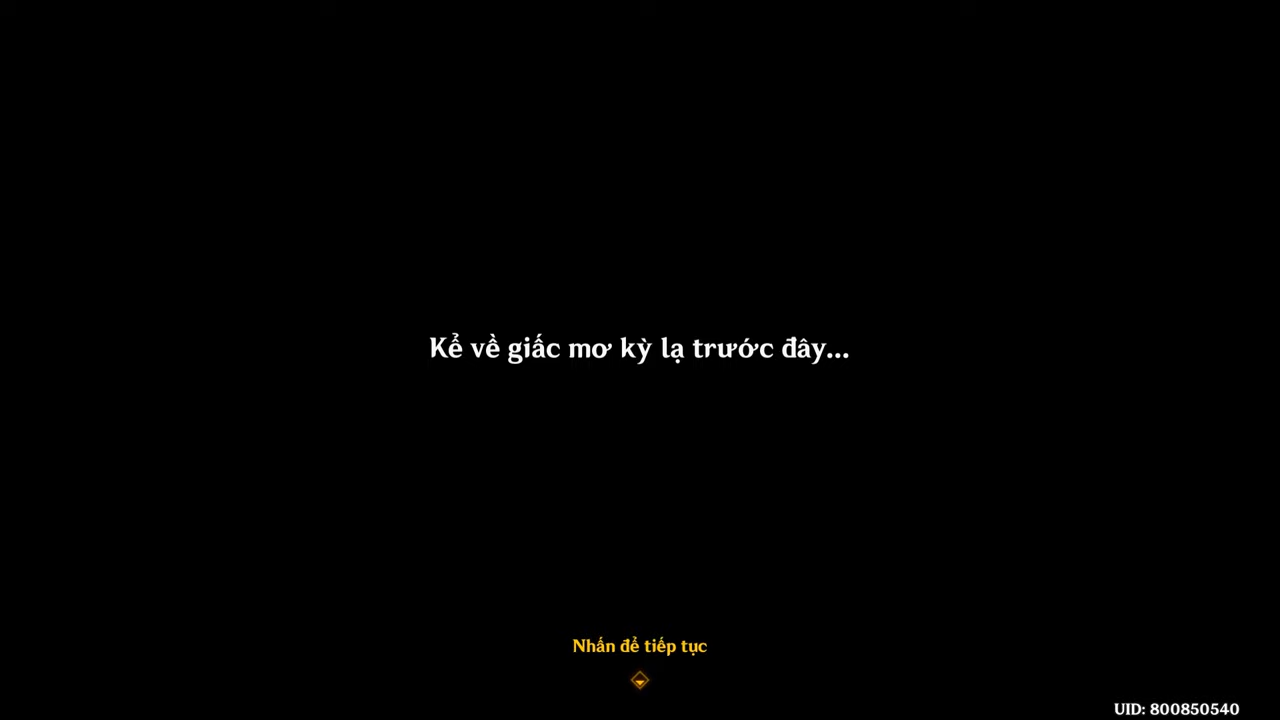 Kể về giấc mơ kỳ lạ trước đây...
Nhấn để tiếp tục
UID: 800850540